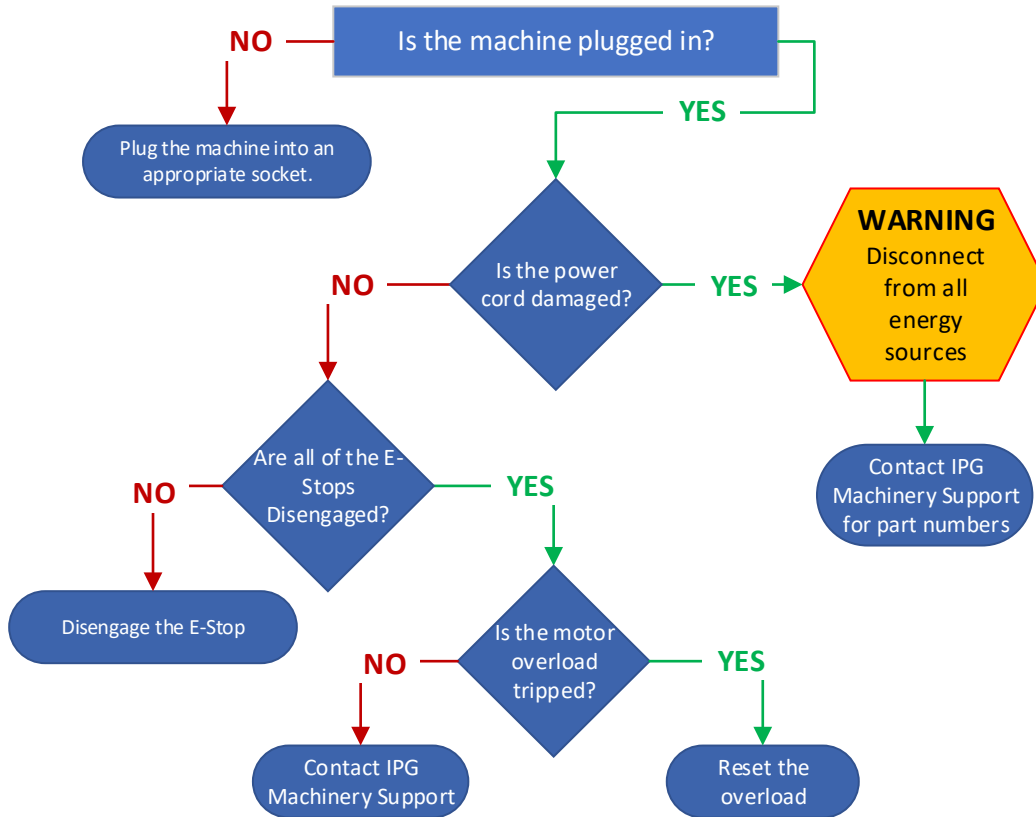 Is the machine plugged in?
NO
YES
Plug the machine into an
appropriate socket.
WARNING
Disconnect
from all
energy
sources
Is the power
cord damaged?
NO
YES
Contact IPG
Machinery Support
for part numbers
Are all of the E-
Stops
Disengaged?
NO
YES
Disengage the E-Stop
Is the motor
overload
tripped?
NO
YES
Contact IPG
Machinery Support
Reset the
overload